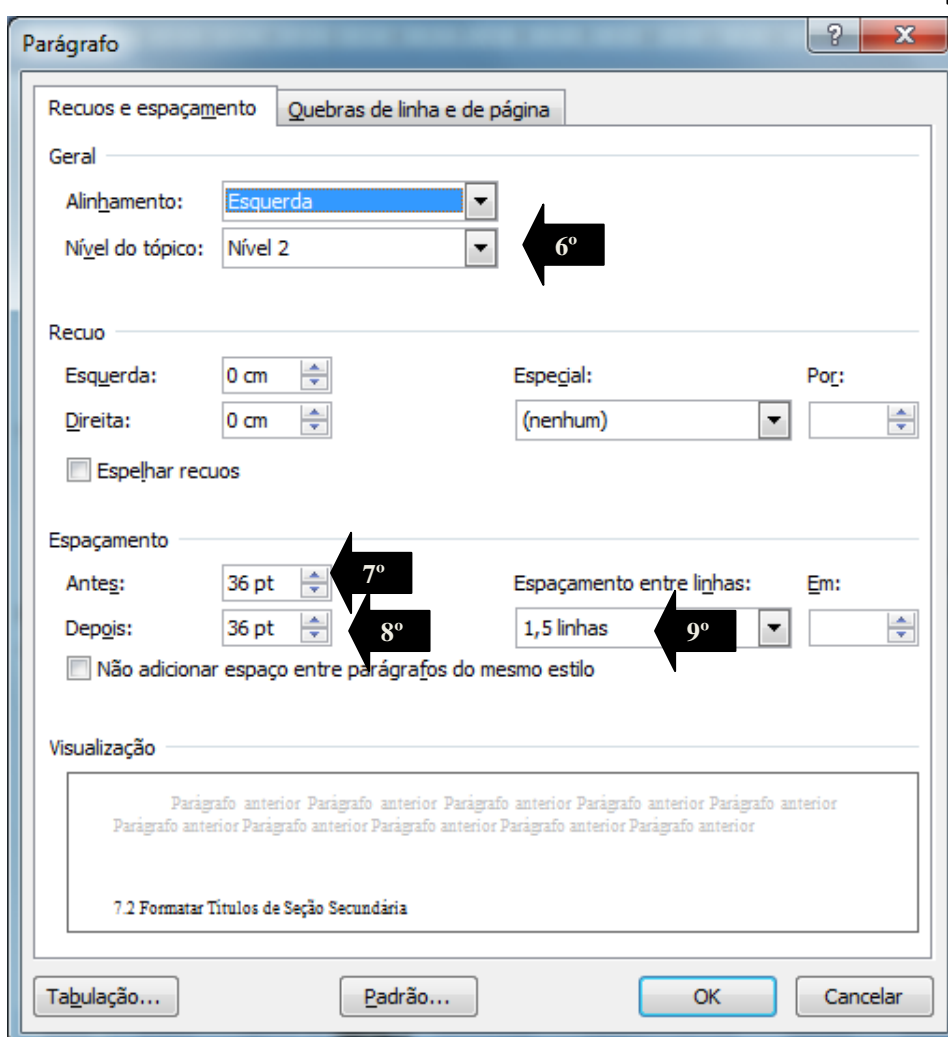 Parágrafo
Recuos e espaçamento Quebras de linha e de página
Geral
Alinhamento: Esquerda
Nível do tópico: Nível 2 6º
Recuo
Esquerda: 0 cm Especial: Por:
Direita: 0 cm (nenhum)
Espelhar recuos
Espaçamento
Antes: 36 pt 7º Espaçamento entre linhas: Em:
Depois: 36 pt 8º 1,5 linhas 9º
Não adicionar espaço entre parágrafos do mesmo estilo
Visualização
Parágrafo anterior Parágrafo anterior Parágrafo anterior Parágrafo anterior Parágrafo anterior
Parágrafo anterior Parágrafo anterior Parágrafo anterior Parágrafo anterior Parágrafo anterior
7.2 Formatar Títulos de Seção Secundária
Tabulação... Padrão... OK Cancelar